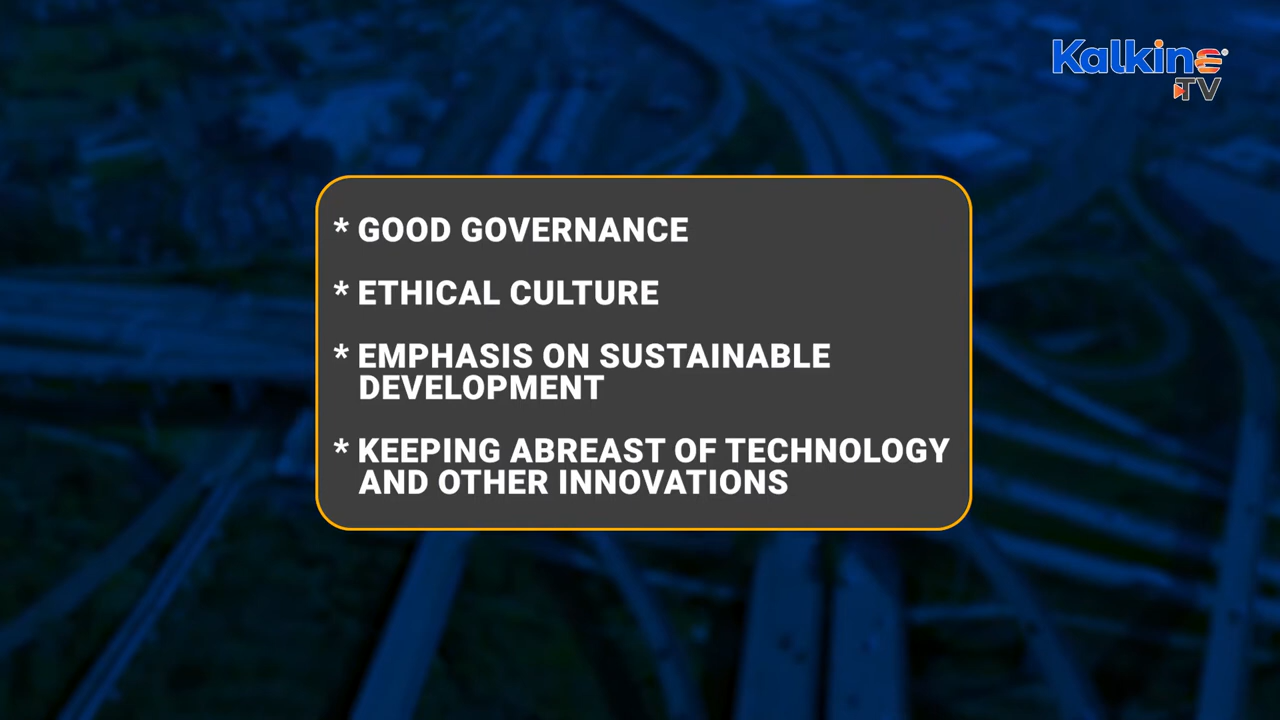 Kalkine
TV
* GOOD GOVERNANCE
* ETHICAL CULTURE
* EMPHASIS ON SUSTAINABLE
DEVELOPMENT
* KEEPING ABREAST OF TECHNOLOGY
AND OTHER INNOVATIONS